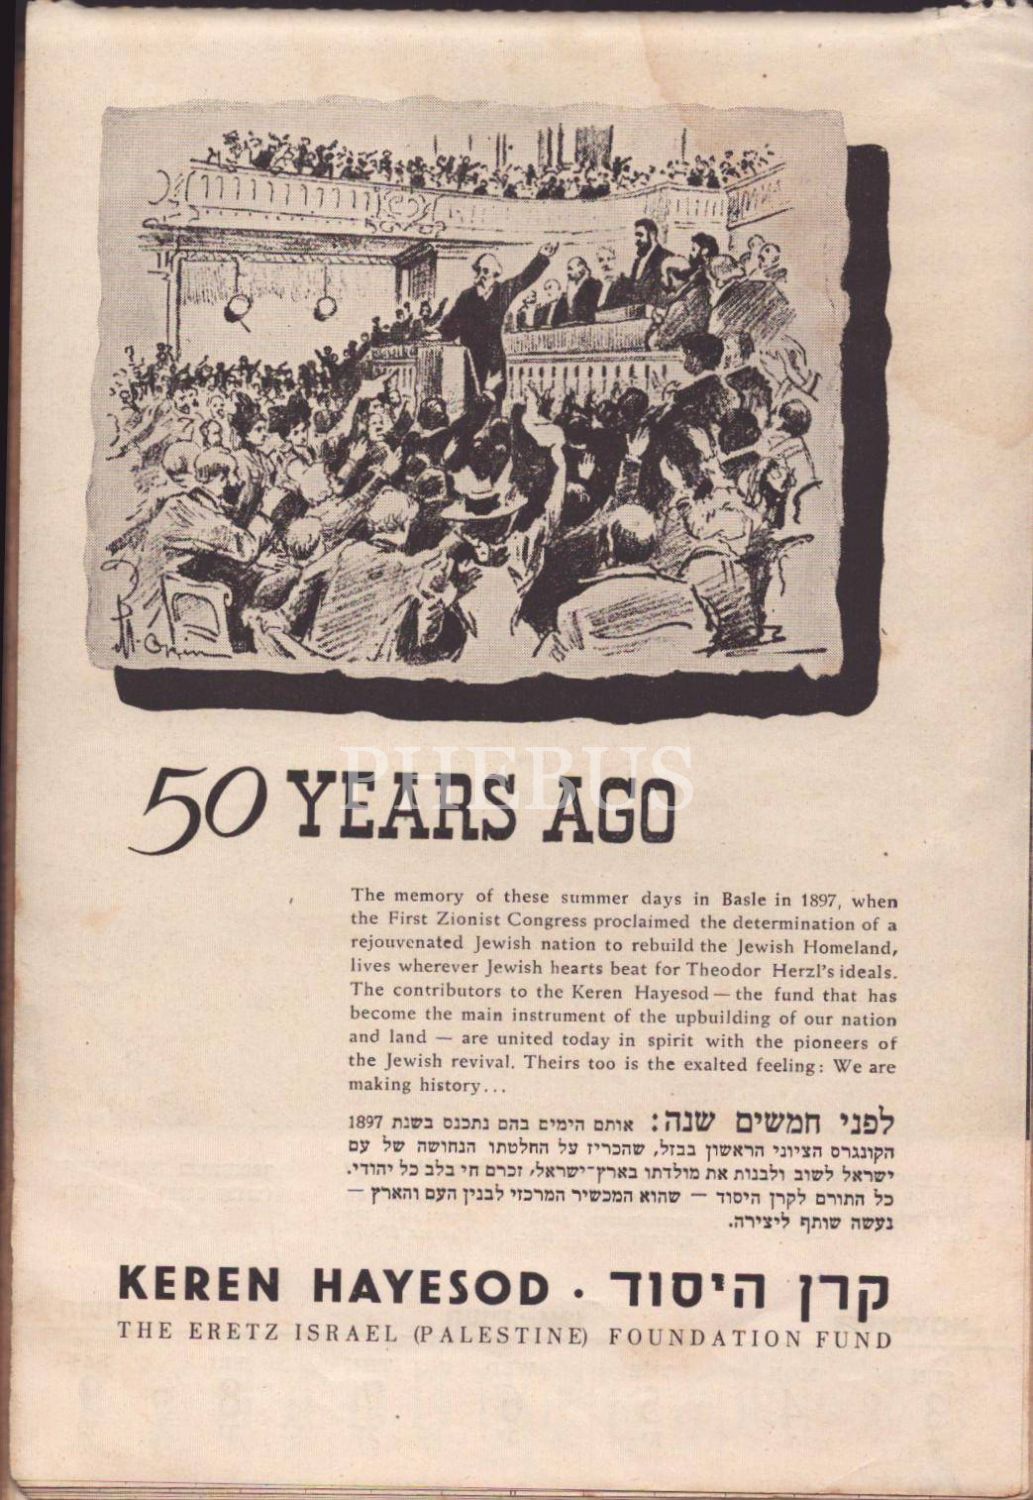 PHEBUS
50 YEARS AGO
The memory of these summer days in Basle in 1897, when
the First Zionist Congress proclaimed the determination of a
rejouvenated Jewish nation to rebuild the Jewish Homeland,
lives wherever Jewish hearts beat for Theodor Herzl's ideals.
The contributors to the Keren Hayesod — the fund that has
become the main instrument of the upbuilding of our nation
and land — are united today in spirit with the pioneers of
the Jewish revival. Theirs too is the exalted feeling: We are
making history...
לפני חמשים שנה: אותם הימים בהם נתכנס בשנת 1897
הקונגרס הציוני הראשון בבזל, שהכריז על החלטתו הנחושה של עם
ישראל לשוב ולבנות את מולדתו בארץ־ישראל, זכרם חי בלב כל יהודי.
כל התורם לקרן היסוד — שהוא המכשיר המרכזי לבנין העם והארץ —
נעשה שותף ליצירה.
KEREN HAYESOD · קרן היסוד
THE ERETZ ISRAEL (PALESTINE) FOUNDATION FUND